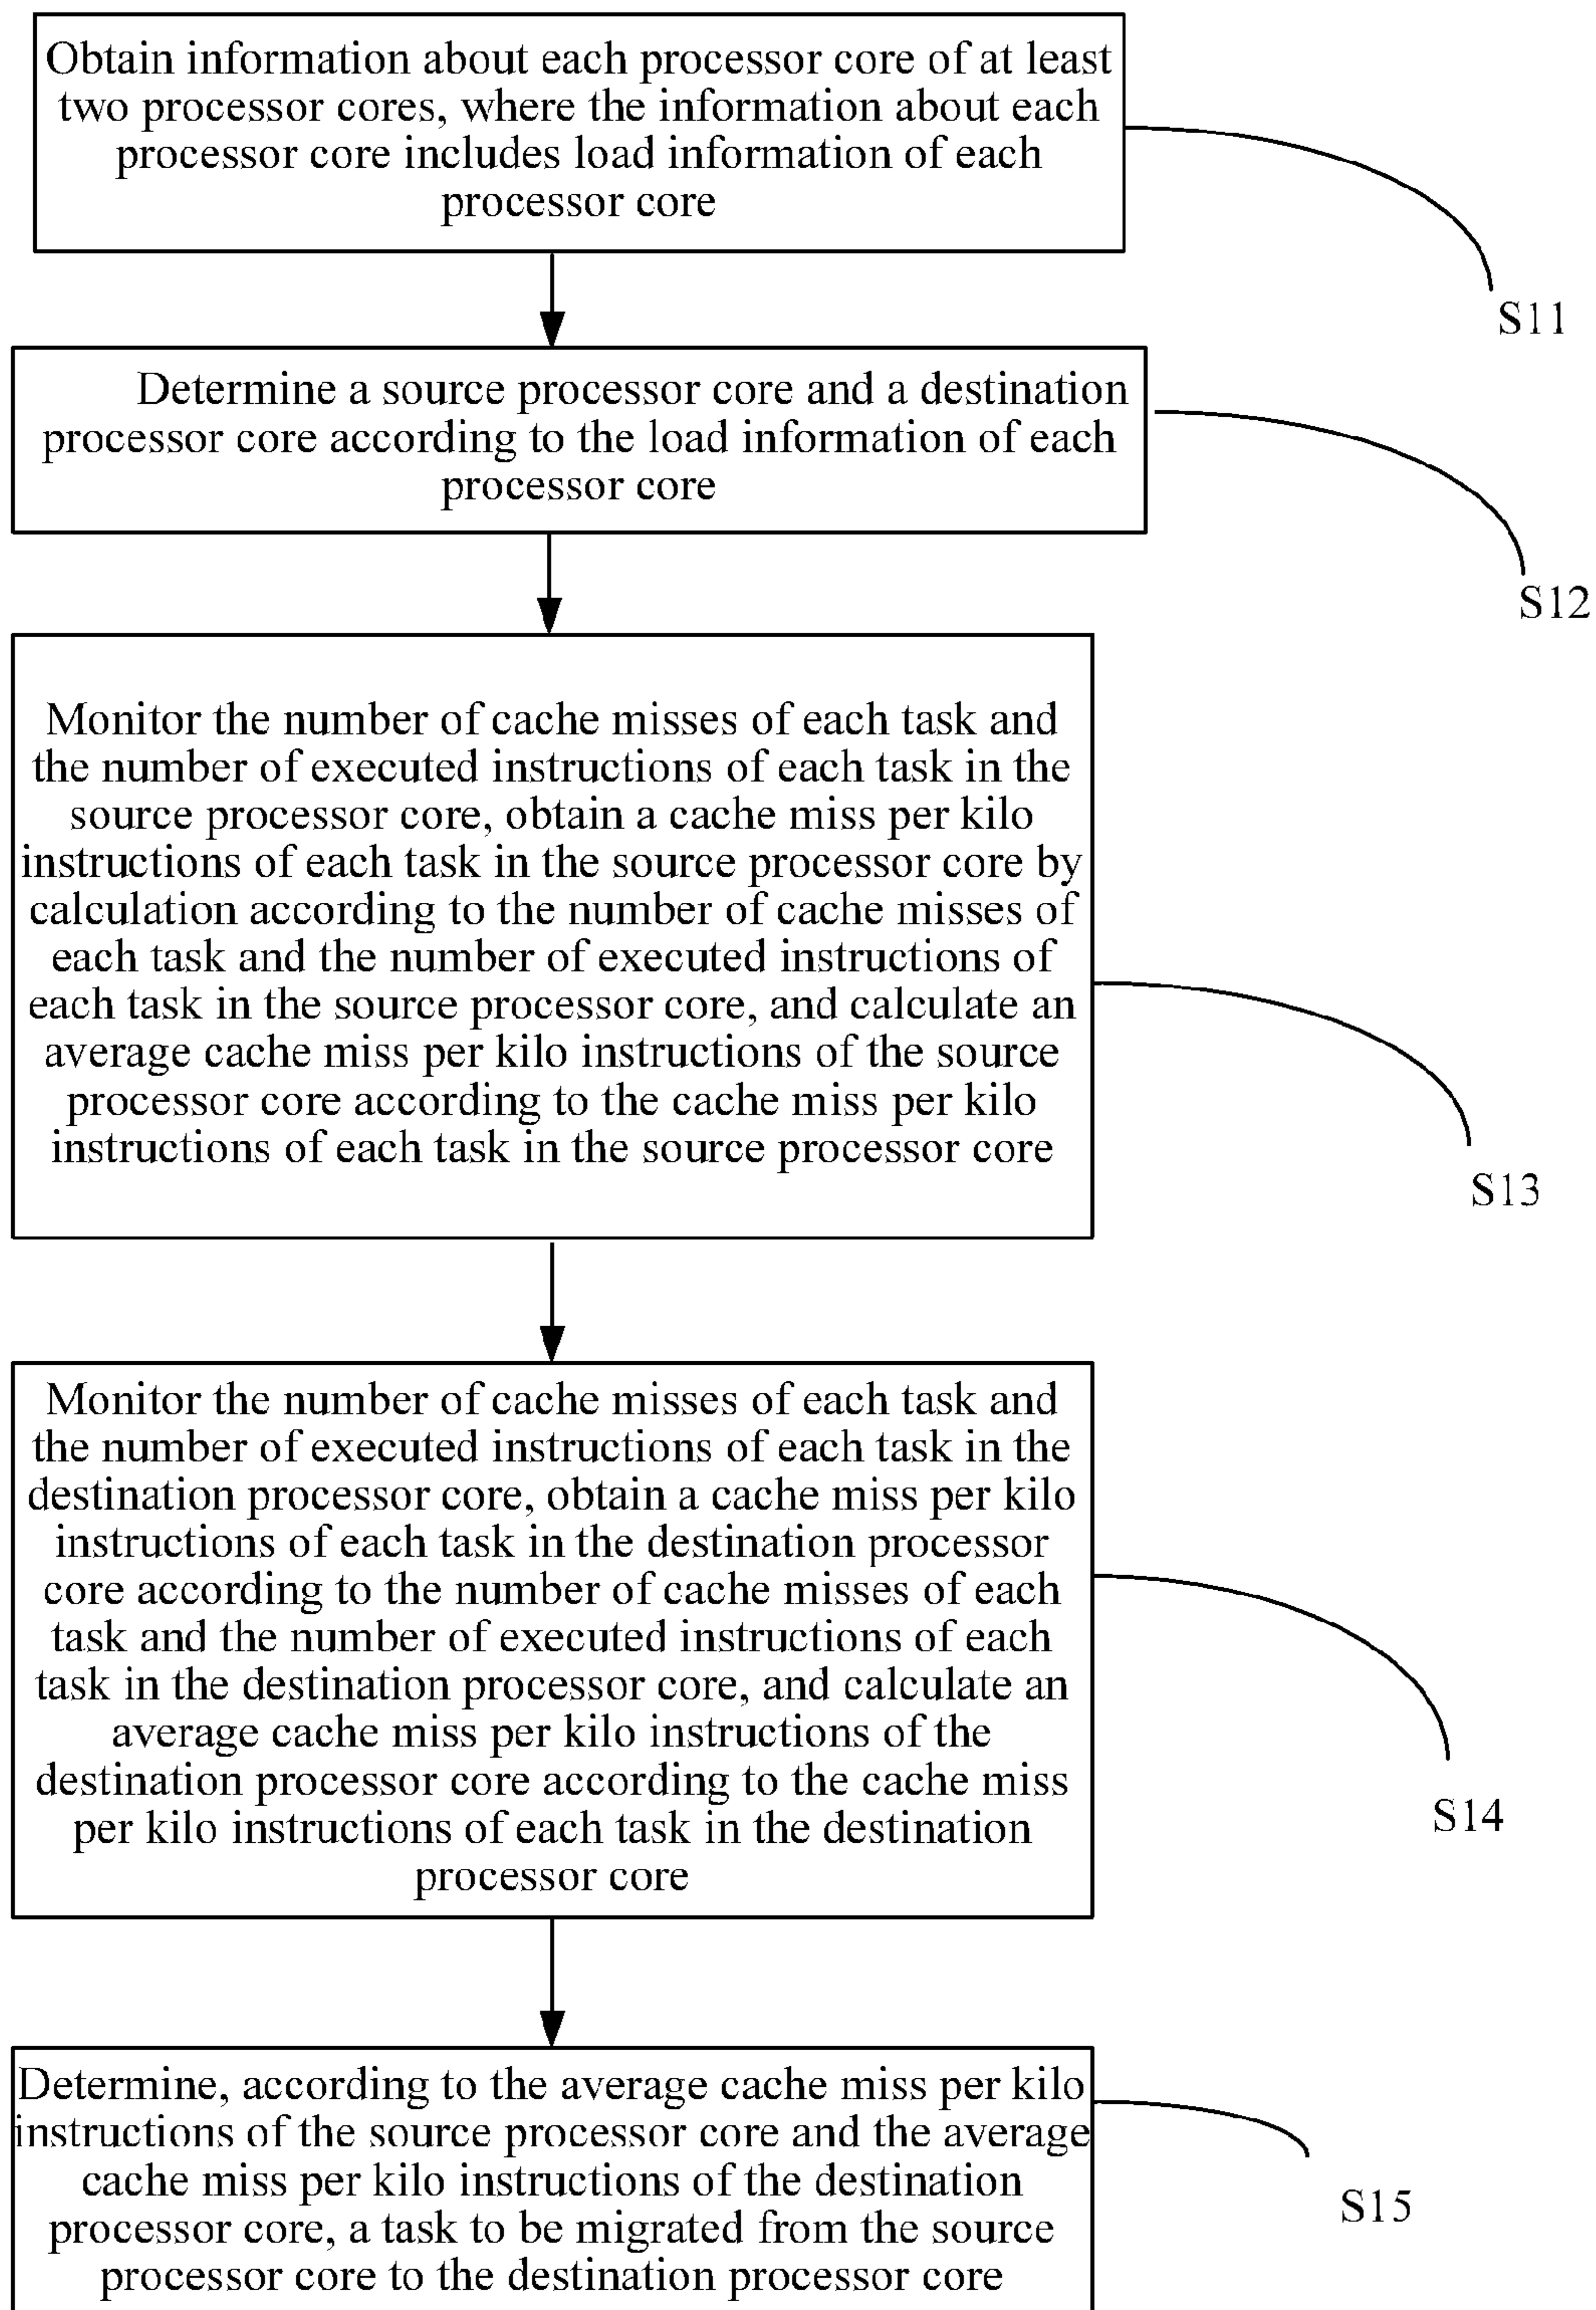 Obtain information about each processor core of at least
two processor cores, where the information about each
processor core includes load information of each
processor core
S11
Determine a source processor core and a destination
processor core according to the load information of each
processor core
S12
Monitor the number of cache misses of each task and
the number of executed instructions of each task in the
source processor core, obtain a cache miss per kilo
instructions of each task in the source processor core by
calculation according to the number of cache misses of
each task and the number of executed instructions of
each task in the source processor core, and calculate an
average cache miss per kilo instructions of the source
processor core according to the cache miss per kilo
instructions of each task in the source processor core
S13
Monitor the number of cache misses of each task and
the number of executed instructions of each task in the
destination processor core, obtain a cache miss per kilo
instructions of each task in the destination processor
core according to the number of cache misses of each
task and the number of executed instructions of each
task in the destination processor core, and calculate an
average cache miss per kilo instructions of the
destination processor core according to the cache miss
per kilo instructions of each task in the destination
processor core
S14
Determine, according to the average cache miss per kilo
instructions of the source processor core and the average
cache miss per kilo instructions of the destination
processor core, a task to be migrated from the source
processor core to the destination processor core
S15